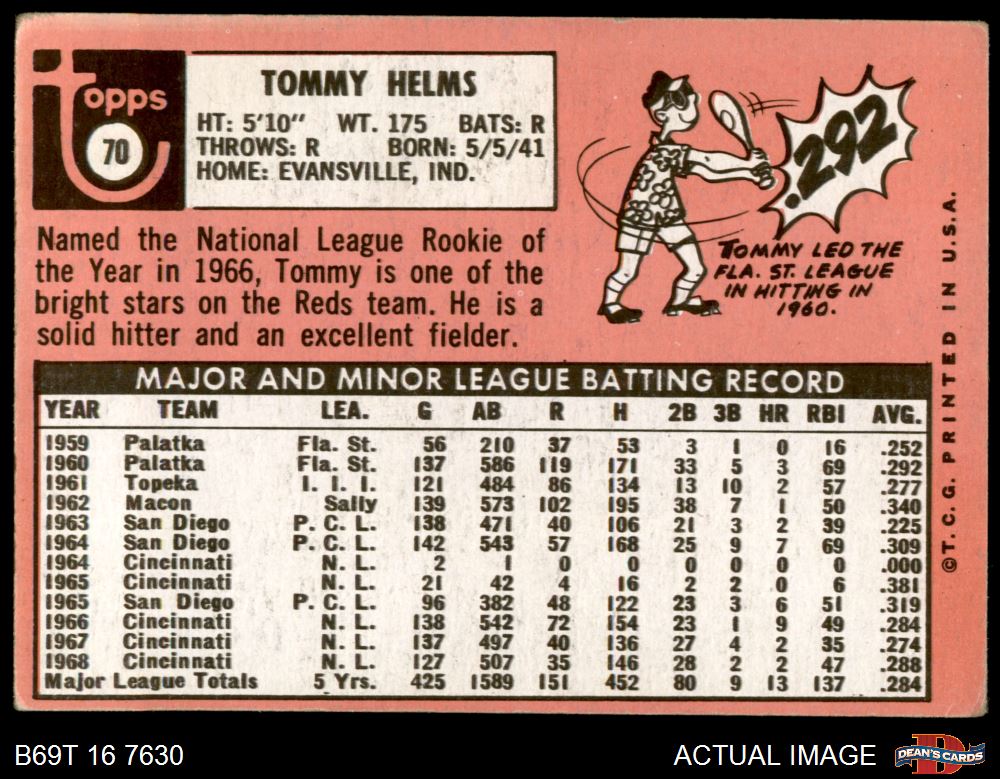 topps
70
TOMMY HELMS
HT: 5'10" WT. 175 BATS: R
THROWS: R BORN: 5/5/41
HOME: EVANSVILLE, IND.
.292
TOMMY LED THE
FLA. ST. LEAGUE
IN HITTING IN
1960.
Named the National League Rookie of
the Year in 1966, Tommy is one of the
bright stars on the Reds team. He is a
solid hitter and an excellent fielder.
MAJOR AND MINOR LEAGUE BATTING RECORD
YEAR TEAM LEA. G AB R H 2B 3B HR RBI AVG.
1959 Palatka Fla. St. 56 210 37 53 3 1 0 16 .252
1960 Palatka Fla. St. 137 586 119 171 33 5 3 69 .292
1961 Topeka I. I. I. 121 484 86 134 13 10 2 57 .277
1962 Macon Sally 139 573 102 195 38 7 1 50 .340
1963 San Diego P. C. L. 138 471 40 106 21 3 2 39 .225
1964 San Diego P. C. L. 142 543 57 168 25 9 7 69 .309
1964 Cincinnati N. L. 2 1 0 0 0 0 0 0 .000
1965 Cincinnati N. L. 21 42 4 16 2 2 0 6 .381
1965 San Diego P. C. L. 96 382 48 122 23 3 6 51 .319
1966 Cincinnati N. L. 138 542 72 154 23 1 9 49 .284
1967 Cincinnati N. L. 137 497 40 136 27 4 2 35 .274
1968 Cincinnati N. L. 127 507 35 146 28 2 2 47 .288
Major League Totals 5 Yrs. 425 1589 151 452 80 9 13 137 .284
©T. C. G. PRINTED IN U.S.A.
B69T 16 7630
ACTUAL IMAGE
D
DEAN'S CARDS